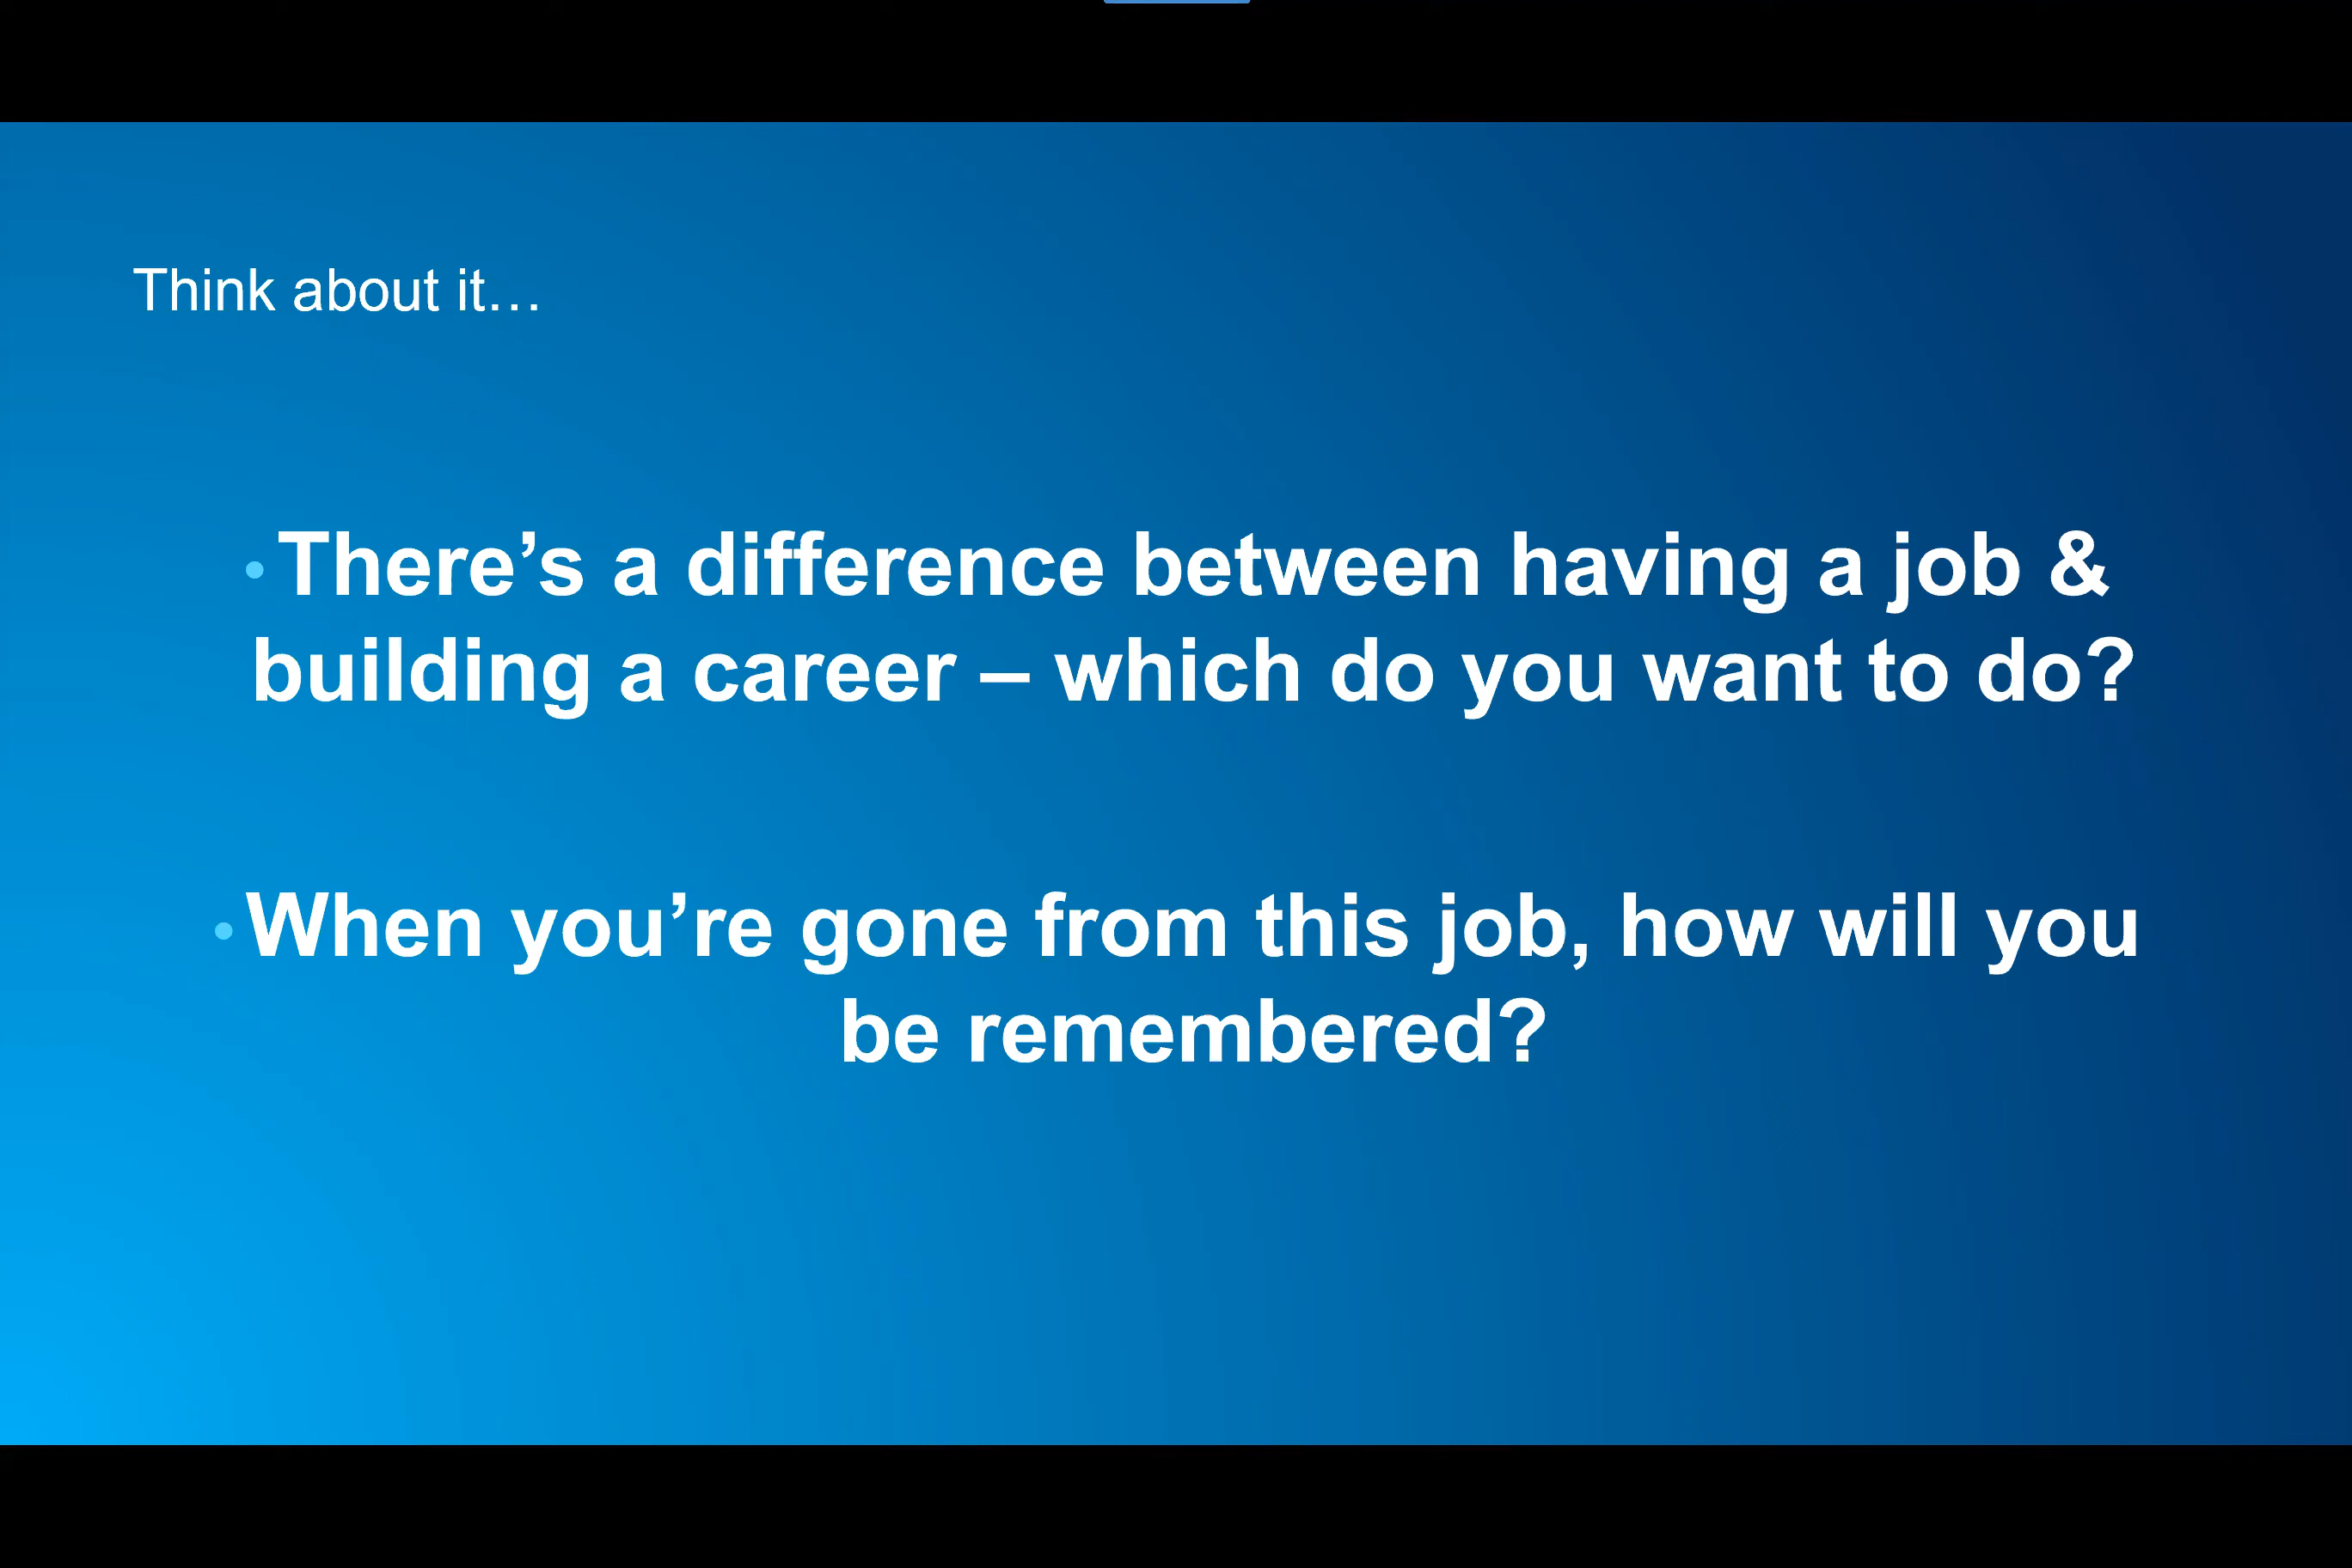 Think about it…
•There’s a difference between having a job &
building a career – which do you want to do?
•When you’re gone from this job, how will you
be remembered?